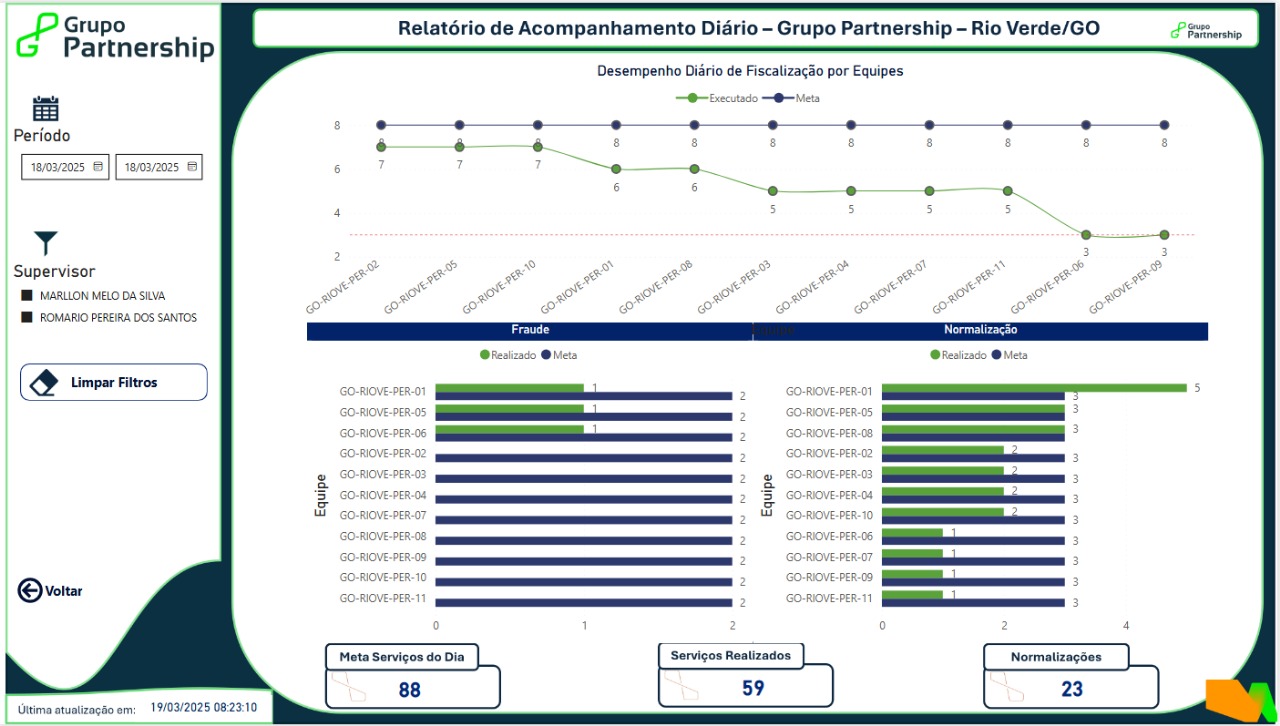 Grupo
Partnership
Relatório de Acompanhamento Diário – Grupo Partnership – Rio Verde/GO
Grupo
Partnership
Período
18/03/2025 18/03/2025
Supervisor
MARLLON MELO DA SILVA
ROMARIO PEREIRA DOS SANTOS
Limpar Filtros
Voltar
Última atualização em: 19/03/2025 08:23:10
Desempenho Diário de Fiscalização por Equipes
Executado Meta
8
6
4
2
8 8 8 8 8 8 8 8 8 8 8
7 7 7 6 6 5 5 5 5 3 3
GO-RIOVE-PER-02 GO-RIOVE-PER-05 GO-RIOVE-PER-10 GO-RIOVE-PER-01 GO-RIOVE-PER-08 GO-RIOVE-PER-03 GO-RIOVE-PER-04 GO-RIOVE-PER-07 GO-RIOVE-PER-11 GO-RIOVE-PER-06 GO-RIOVE-PER-09
Fraude
Realizado Meta
Equipe
GO-RIOVE-PER-01 1 2
GO-RIOVE-PER-05 1 2
GO-RIOVE-PER-06 1 2
GO-RIOVE-PER-02 2
GO-RIOVE-PER-03 2
GO-RIOVE-PER-04 2
GO-RIOVE-PER-07 2
GO-RIOVE-PER-08 2
GO-RIOVE-PER-09 2
GO-RIOVE-PER-10 2
GO-RIOVE-PER-11 2
0 1 2
Equipe
Normalização
Realizado Meta
Equipe
GO-RIOVE-PER-01 5 3
GO-RIOVE-PER-05 3
GO-RIOVE-PER-08 3
GO-RIOVE-PER-02 2 3
GO-RIOVE-PER-03 2 3
GO-RIOVE-PER-04 2 3
GO-RIOVE-PER-10 2 3
GO-RIOVE-PER-06 1 3
GO-RIOVE-PER-07 1 3
GO-RIOVE-PER-09 1 3
GO-RIOVE-PER-11 1 3
0 2 4
Meta Serviços do Dia
88
Serviços Realizados
59
Normalizações
23